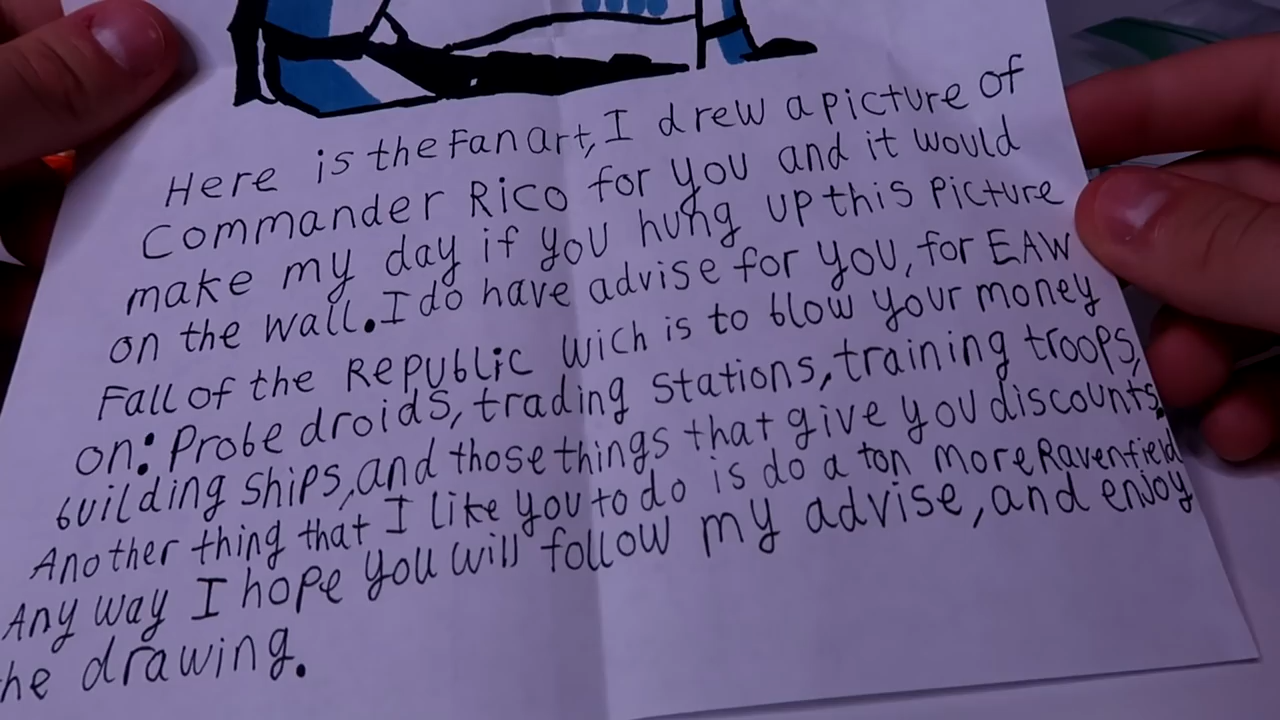 Here is the Fan art, I drew a picture of
Commander Rico for you and it would
make my day if you hung up this picture
on the wall. I do have advise for you, for EAW
Fall of the Republic wich is to blow your money
on: Probe droids, trading stations, training troops,
building ships, and those things that give you discounts.
Another thing that I like you to do is do a ton more Ravenfield
Any way I hope you will follow my advise, and enjoy
he drawing.